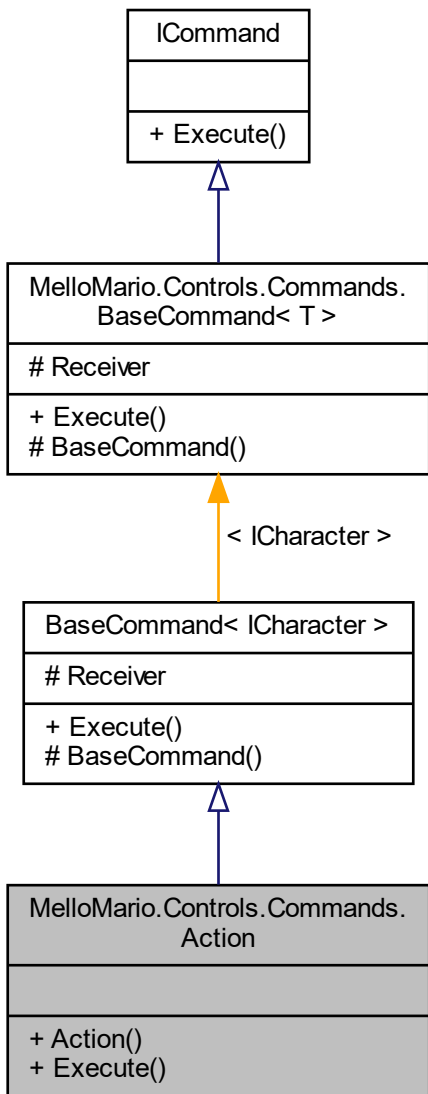 ICommand
+ Execute()
MelloMario.Controls.Commands.
BaseCommand< T >
# Receiver
+ Execute()
# BaseCommand()
< ICharacter >
BaseCommand< ICharacter >
# Receiver
+ Execute()
# BaseCommand()
MelloMario.Controls.Commands.
Action
+ Action()
+ Execute()